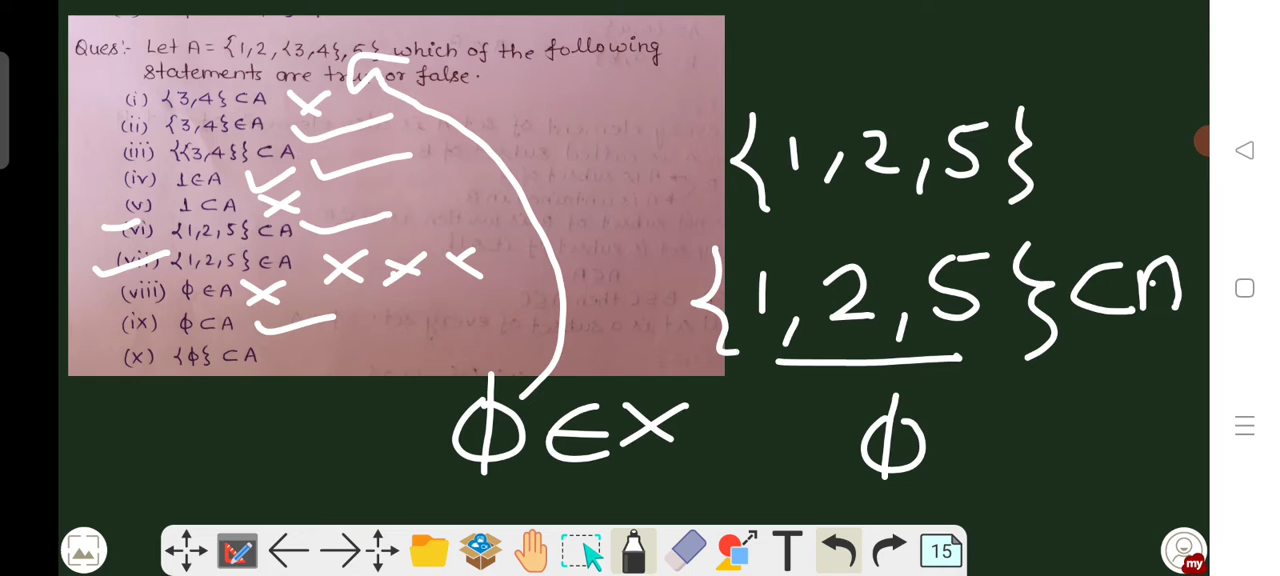 Ques:- Let A = {1, 2, {3, 4}, 5} which of the following
statements are true or false.
(i) {3, 4} ⊂ A
(ii) {3, 4} ∈ A
(iii) {{3, 4}} ⊂ A
(iv) 1 ∈ A
(v) 1 ⊂ A
(vi) {1, 2, 5} ⊂ A
(vii) {1, 2, 5} ∈ A
(viii) ϕ ∈ A
(ix) ϕ ⊂ A
(x) {ϕ} ⊂ A
{1, 2, 5}
{1, 2, 5} ⊂ A
ϕ ∈ X
ϕ
T
15
my